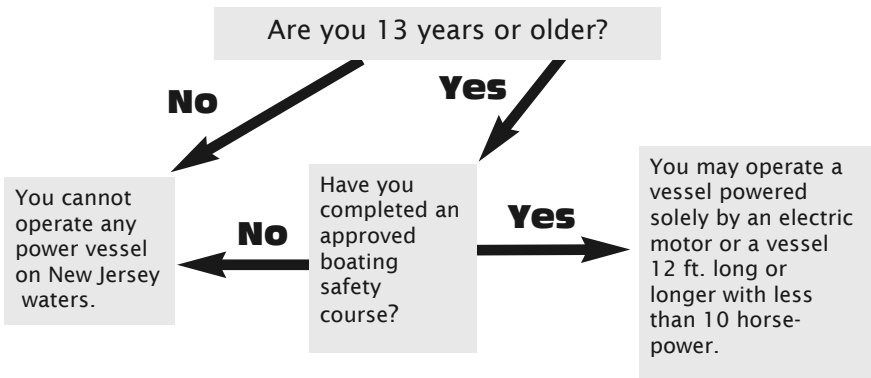 Are you 13 years or older?
No
Yes
You cannot
operate any
power vessel
on New Jersey
waters.
No
Have you
completed an
approved
boating
safety
course?
Yes
You may operate a
vessel powered
solely by an electric
motor or a vessel
12 ft. long or
longer with less
than 10 horse-
power.